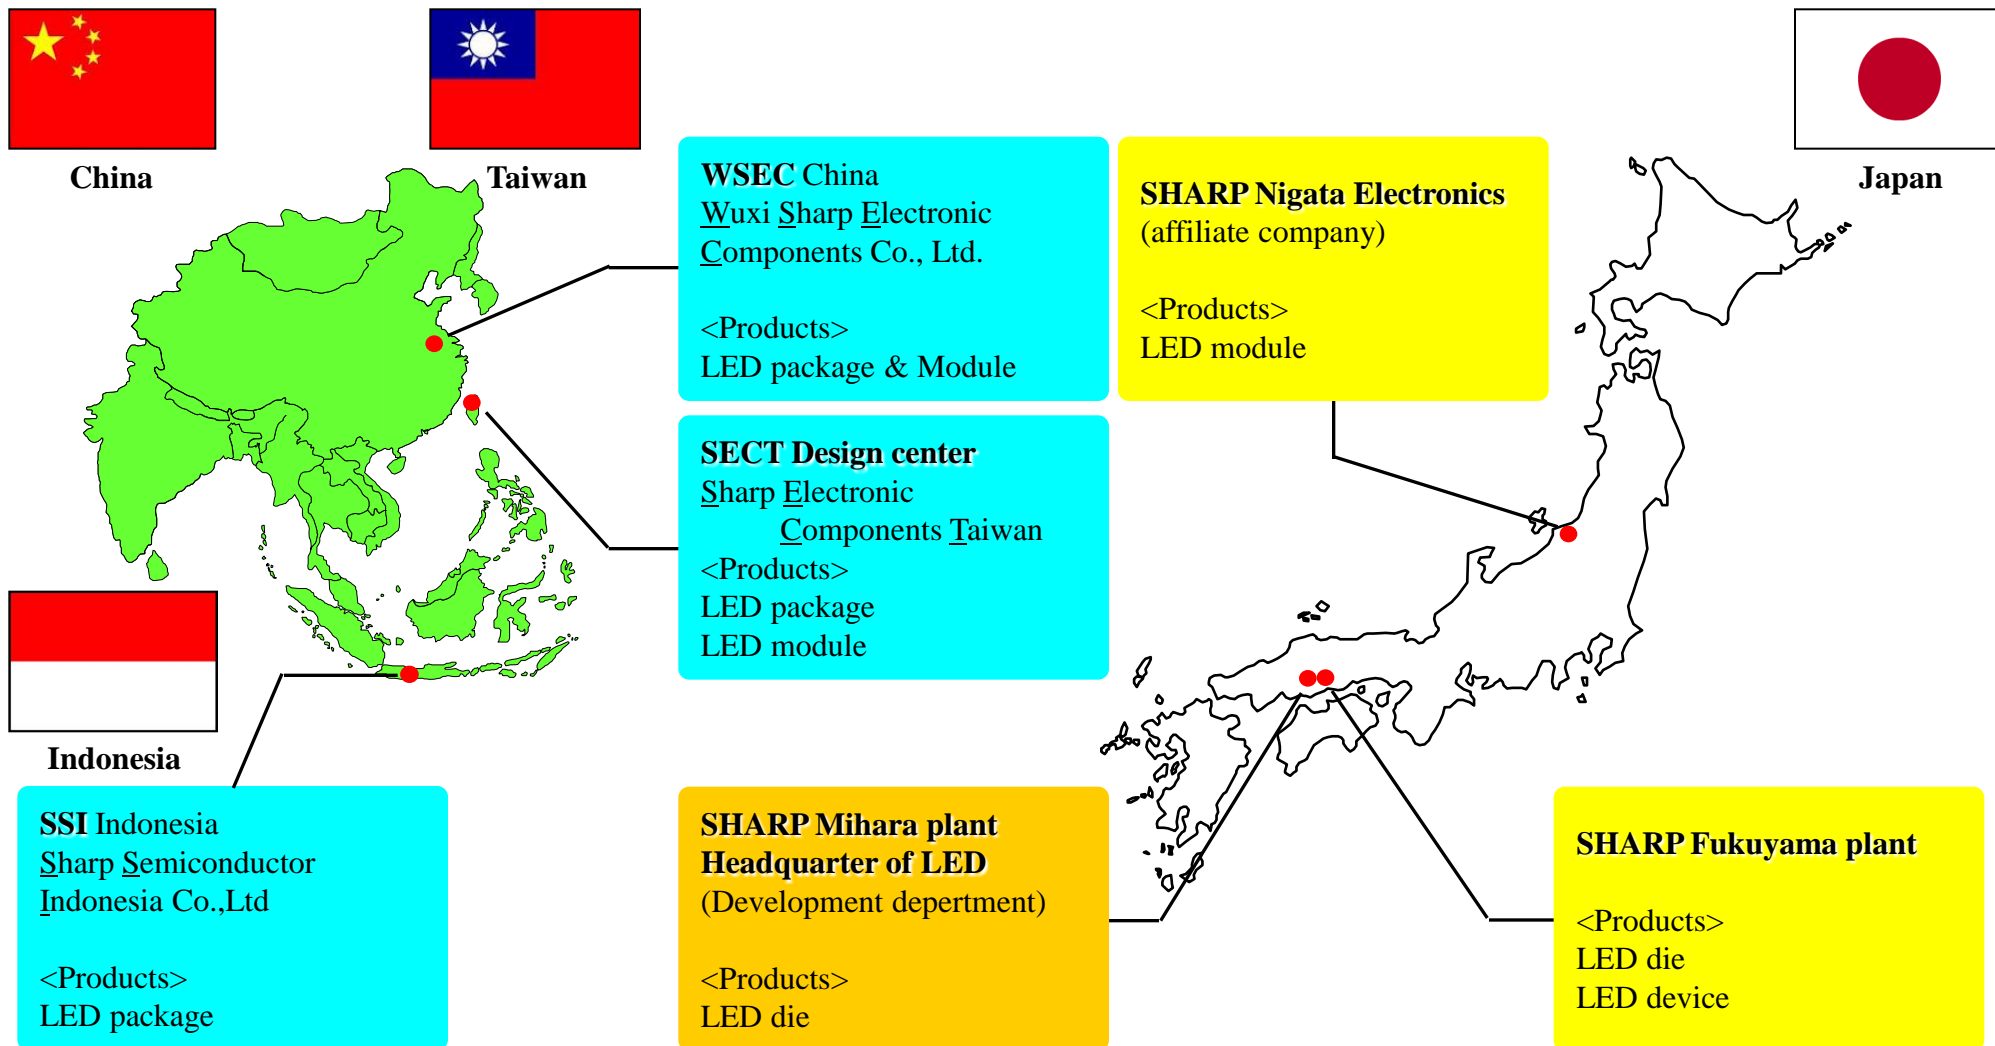 China
Taiwan
Japan
WSEC China
Wuxi Sharp Electronic
Components Co., Ltd.
<Products>
LED package & Module
SHARP Nigata Electronics
(affiliate company)
<Products>
LED module
SECT Design center
Sharp Electronic
Components Taiwan
<Products>
LED package
LED module
Indonesia
SSI Indonesia
Sharp Semiconductor
Indonesia Co.,Ltd
<Products>
LED package
SHARP Mihara plant
Headquarter of LED
(Development depertment)
<Products>
LED die
SHARP Fukuyama plant
<Products>
LED die
LED device